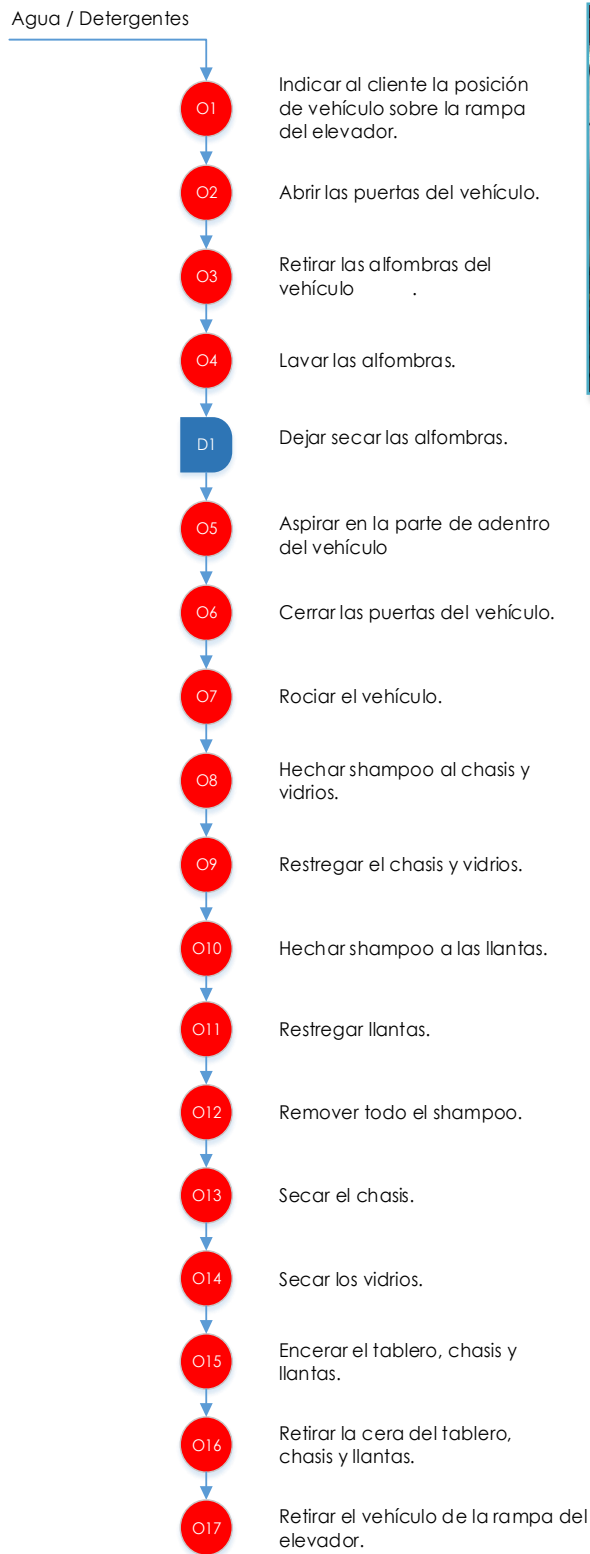 Agua / Detergentes
O1
Indicar al cliente la posición
de vehículo sobre la rampa
del elevador.
O2
Abrir las puertas del vehículo.
O3
Retirar las alfombras del
vehículo .
O4
Lavar las alfombras.
D1
Dejar secar las alfombras.
O5
Aspirar en la parte de adentro
del vehículo
O6
Cerrar las puertas del vehículo.
O7
Rociar el vehículo.
O8
Hechar shampoo al chasis y
vidrios.
O9
Restregar el chasis y vidrios.
O10
Hechar shampoo a las llantas.
O11
Restregar llantas.
O12
Remover todo el shampoo.
O13
Secar el chasis.
O14
Secar los vidrios.
O15
Encerar el tablero, chasis y
llantas.
O16
Retirar la cera del tablero,
chasis y llantas.
O17
Retirar el vehículo de la rampa del
elevador.